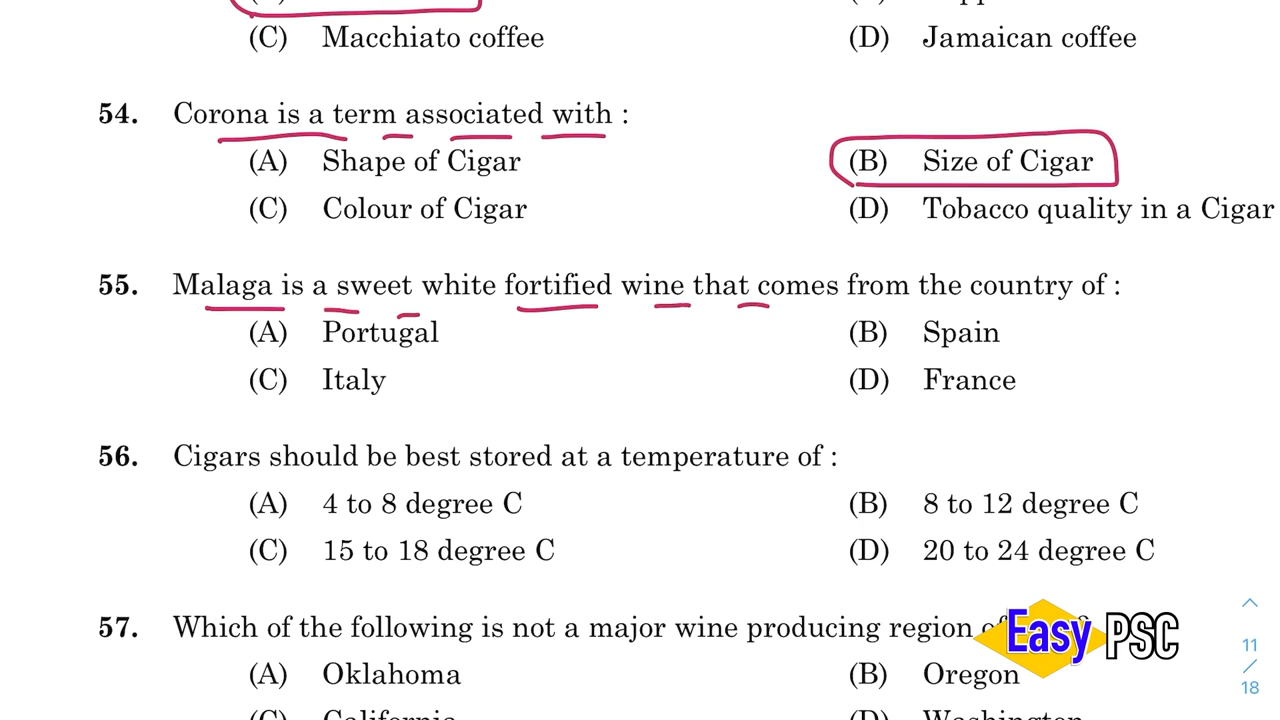 (C) Macchiato coffee (D) Jamaican coffee
54. Corona is a term associated with :
(A) Shape of Cigar (B) Size of Cigar
(C) Colour of Cigar (D) Tobacco quality in a Cigar
55. Malaga is a sweet white fortified wine that comes from the country of :
(A) Portugal (B) Spain
(C) Italy (D) France
56. Cigars should be best stored at a temperature of :
(A) 4 to 8 degree C (B) 8 to 12 degree C
(C) 15 to 18 degree C (D) 20 to 24 degree C
57. Which of the following is not a major wine producing region
Easy PSC
11
/
18
(A) Oklahoma (B) Oregon
(C) California (D) Washington